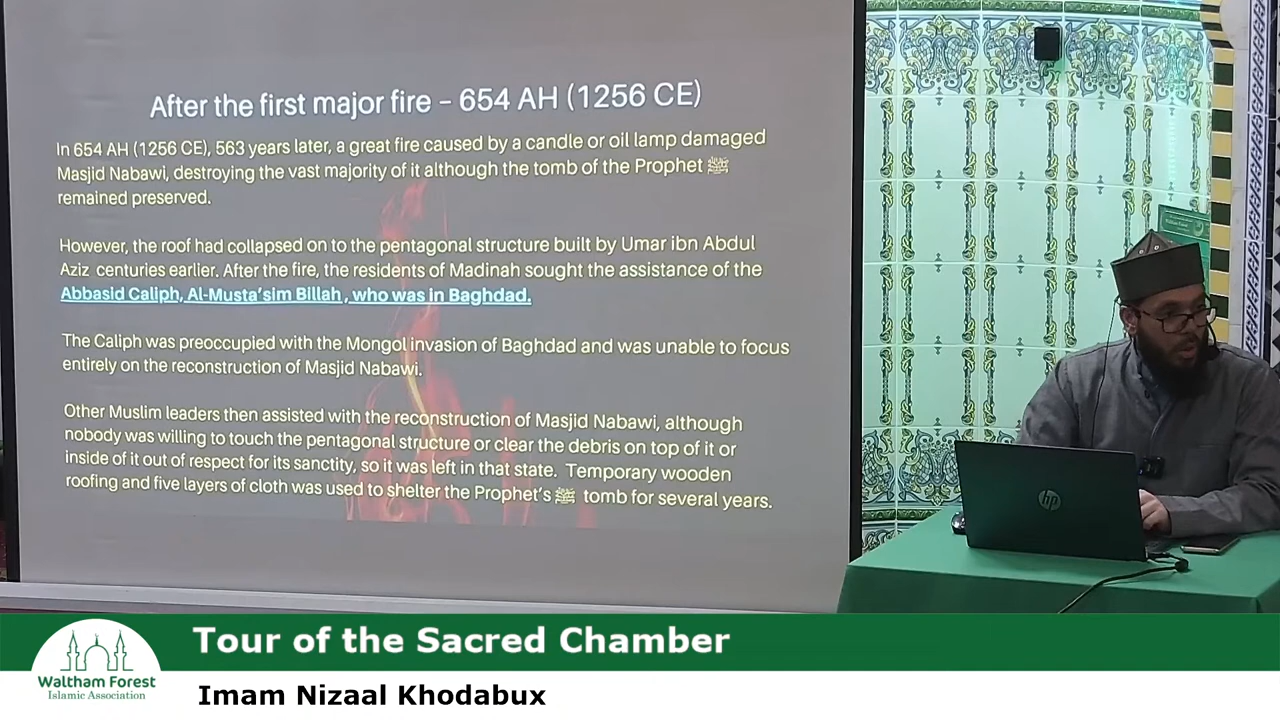 After the first major fire – 654 AH (1256 CE)
In 654 AH (1256 CE), 563 years later, a great fire caused by a candle or oil lamp damaged
Masjid Nabawi, destroying the vast majority of it although the tomb of the Prophet ﷺ
remained preserved.
However, the roof had collapsed on to the pentagonal structure built by Umar ibn Abdul
Aziz centuries earlier. After the fire, the residents of Madinah sought the assistance of the
Abbasid Caliph, Al-Musta'sim Billah , who was in Baghdad.
The Caliph was preoccupied with the Mongol invasion of Baghdad and was unable to focus
entirely on the reconstruction of Masjid Nabawi.
Other Muslim leaders then assisted with the reconstruction of Masjid Nabawi, although
nobody was willing to touch the pentagonal structure or clear the debris on top of it or
inside of it out of respect for its sanctity, so it was left in that state. Temporary wooden
roofing and five layers of cloth was used to shelter the Prophet's ﷺ tomb for several years.
hp
Tour of the Sacred Chamber
Waltham Forest
Islamic Association
Imam Nizaal Khodabux